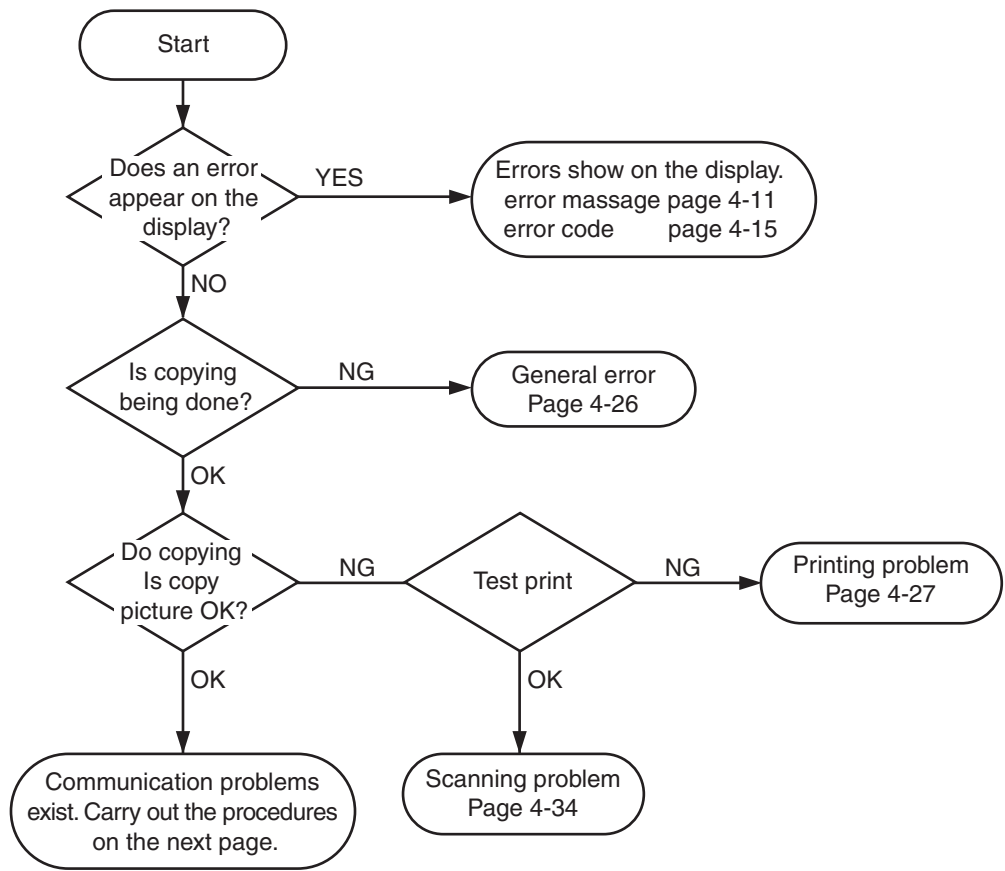 Start
Does an error
appear on the
display?
YES
Errors show on the display.
error massage page 4-11
error code page 4-15
NO
Is copying
being done?
NG
General error
Page 4-26
OK
Do copying
Is copy
picture OK?
NG
Test print
NG
Printing problem
Page 4-27
OK
OK
Communication problems
exist. Carry out the procedures
on the next page.
Scanning problem
Page 4-34